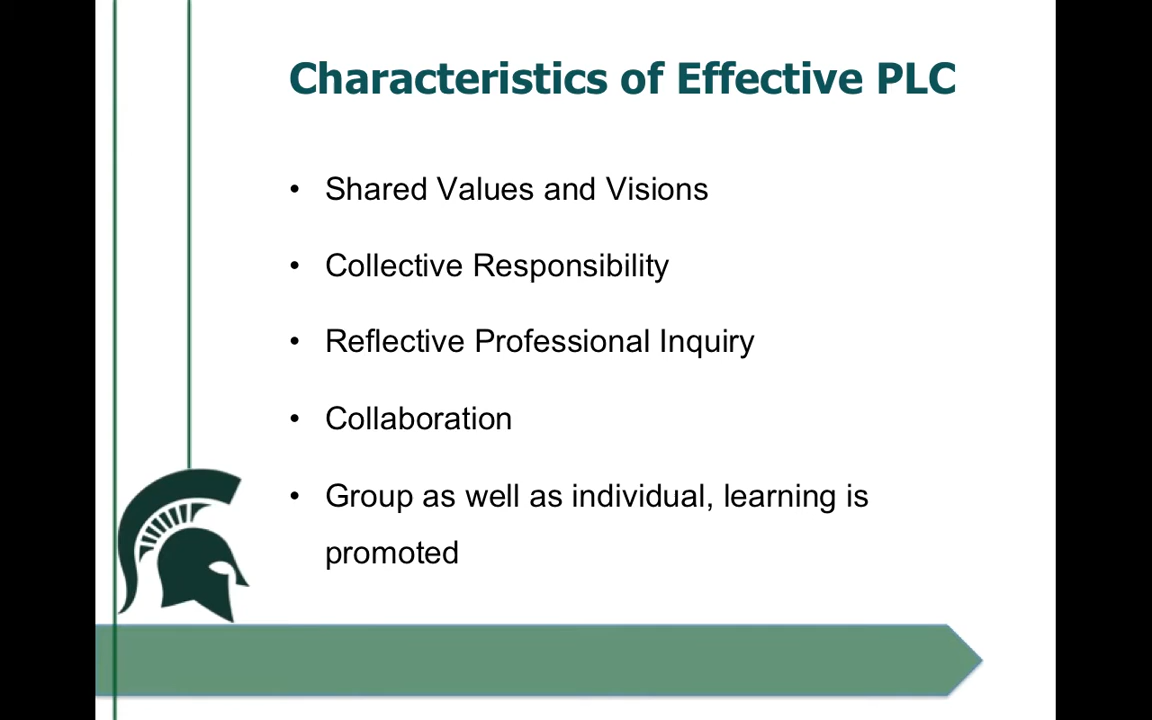 Characteristics of Effective PLC
• Shared Values and Visions
• Collective Responsibility
• Reflective Professional Inquiry
• Collaboration
• Group as well as individual, learning is
promoted